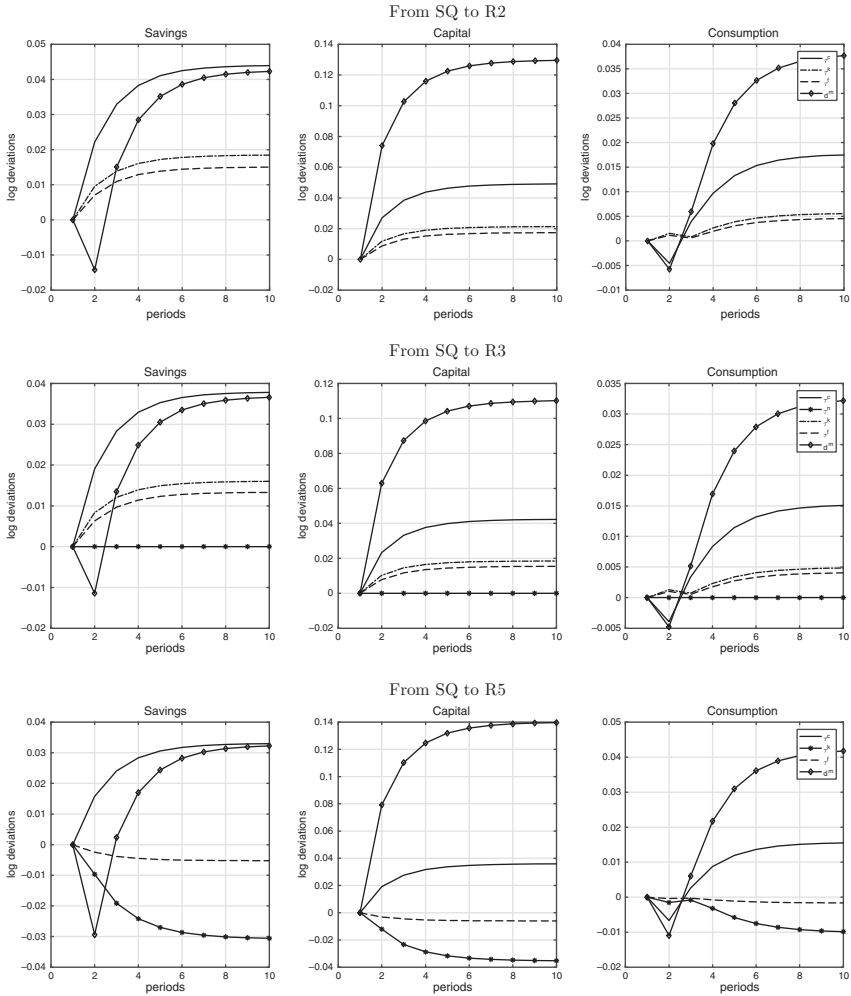 From SQ to R2
Savings
Capital
Consumption
log deviations
0.05
0.04
0.03
0.02
0.01
0
−0.01
−0.02
0 2 4 6 8 10
periods
log deviations
0.14
0.12
0.1
0.08
0.06
0.04
0.02
0
−0.02
0 2 4 6 8 10
periods
log deviations
0.04
0.035
0.03
0.025
0.02
0.015
0.01
0.005
0
−0.005
−0.01
0 2 4 6 8 10
periods
τc
τk
τf
dm
From SQ to R3
Savings
Capital
Consumption
log deviations
0.04
0.03
0.02
0.01
0
−0.01
−0.02
0 2 4 6 8 10
periods
log deviations
0.12
0.1
0.08
0.06
0.04
0.02
0
−0.02
0 2 4 6 8 10
periods
log deviations
0.035
0.03
0.025
0.02
0.015
0.01
0.005
0
−0.005
0 2 4 6 8 10
periods
τc
τn
τk
τf
dm
From SQ to R5
Savings
Capital
Consumption
log deviations
0.04
0.03
0.02
0.01
0
−0.01
−0.02
−0.03
−0.04
0 2 4 6 8 10
periods
log deviations
0.14
0.12
0.1
0.08
0.06
0.04
0.02
0
−0.02
−0.04
0 2 4 6 8 10
periods
log deviations
0.05
0.04
0.03
0.02
0.01
0
−0.01
−0.02
0 2 4 6 8 10
periods
τc
τk
τf
dm